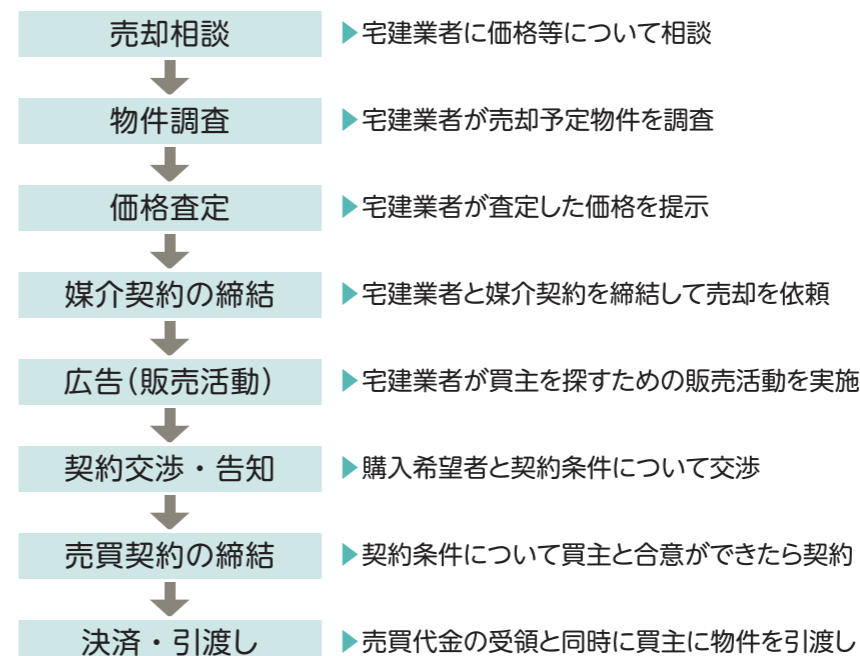 売却相談 ▶宅建業者に価格等について相談
物件調査 ▶宅建業者が売却予定物件を調査
価格査定 ▶宅建業者が査定した価格を提示
媒介契約の締結 ▶宅建業者と媒介契約を締結して売却を依頼
広告(販売活動) ▶宅建業者が買主を探すための販売活動を実施
契約交渉・告知 ▶購入希望者と契約条件について交渉
売買契約の締結 ▶契約条件について買主と合意ができたら契約
決済・引渡し ▶売買代金の受領と同時に買主に物件を引渡し